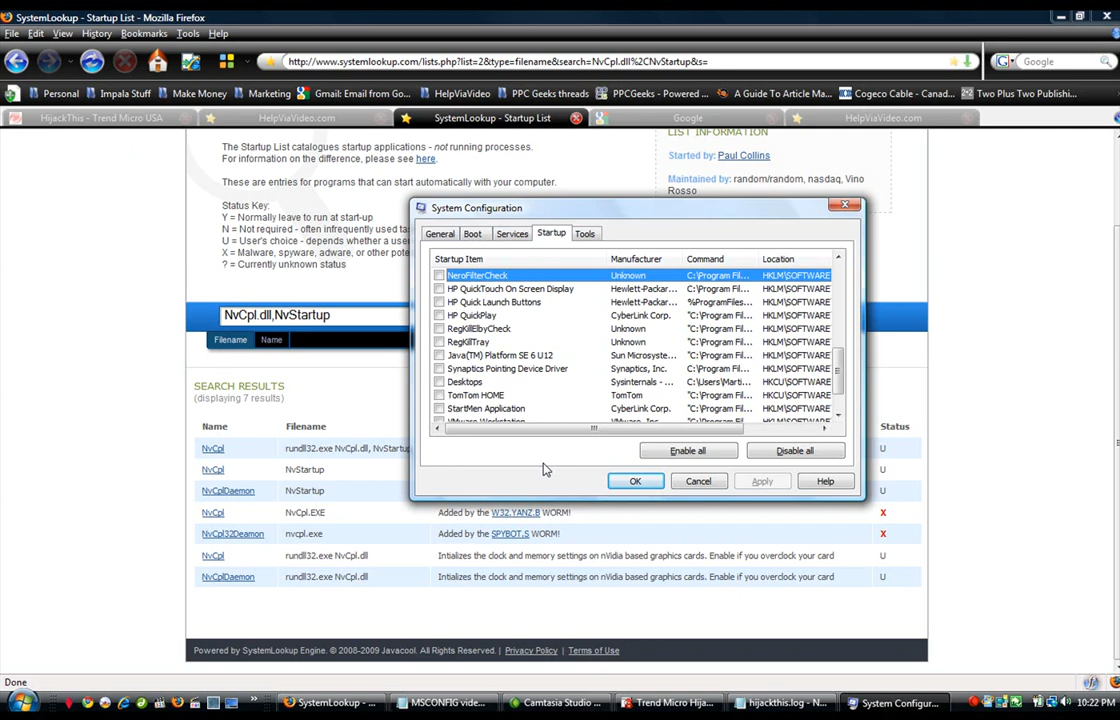 SystemLookup - Startup List - Mozilla Firefox
File Edit View History Bookmarks Tools Help
http://www.systemlookup.com/lists.php?list=2&type=filename&search=NvCpl.dll%2CNvStartup&s=
Google
Personal Impala Stuff Make Money Marketing Gmail: Email from Go... HelpViaVideo PPC Geeks threads PPCGeeks - Powered ... A Guide To Article Ma... Cogeco Cable - Canad... Two Plus Two Publishi...
HijackThis - Trend Micro USA HelpViaVideo.com SystemLookup - Startup List Google HelpViaVideo.com
The Startup List catalogues startup applications - not running processes.
For information on the difference, please see here.
These are entries for programs that can start automatically with your computer.
Status Key:
Y = Normally leave to run at start-up
N = Not required - often infrequently used ta
U = User's choice - depends whether a use
X = Malware, spyware, adware, or other pote
? = Currently unknown status
LIST INFORMATION
Started by: Paul Collins
Maintained by: random/random, nasdaq, Vino
Rosso
NvCpl.dll,NvStartup
Filename Name
SEARCH RESULTS
(displaying 7 results)
Name Filename Status
NvCpl rundll32.exe NvCpl.dll, NvStartup U
NvCpl NvStartup U
NvCplDaemon NvStartup U
NvCpl NvCpl.EXE Added by the W32.YANZ.B WORM! X
NvCpl32Deamon nvcpl.exe Added by the SPYBOT.S WORM! X
NvCpl rundll32.exe NvCpl.dll Intializes the clock and memory settings on nVidia based graphics cards. Enable if you overclock your card U
NvCplDaemon rundll32.exe NvCpl.dll Intializes the clock and memory settings on nVidia based graphics cards. Enable if you overclock your card U
System Configuration
General Boot Services Startup Tools
Startup Item Manufacturer Command Location
NeroFilterCheck Unknown C:\Program Fil... HKLM\SOFTWARE
HP QuickTouch On Screen Display Hewlett-Packar... C:\Program Fil... HKLM\SOFTWARE
HP Quick Launch Buttons Hewlett-Packar... %ProgramFiles... HKLM\SOFTWARE
HP QuickPlay CyberLink Corp. "C:\Program Fil... HKLM\SOFTWARE
RegKillElbyCheck Unknown "C:\Program Fil... HKLM\SOFTWARE
RegKillTray Unknown "C:\Program Fil... HKLM\SOFTWARE
Java(TM) Platform SE 6 U12 Sun Microsyste... "C:\Program Fil... HKLM\SOFTWARE
Synaptics Pointing Device Driver Synaptics, Inc. C:\Program Fil... HKLM\SOFTWARE
Desktops Sysinternals - ... C:\Users\Marti... HKCU\SOFTWARE
TomTom HOME TomTom "C:\Program Fil... HKCU\SOFTWARE
StartMen Application CyberLink Corp. "C:\Program Fil... HKLM\SOFTWARE
VMware Workstation VMware, Inc. "C:\Program Fil... HKLM\SOFTWARE
Enable all Disable all
OK Cancel Apply Help
Powered by SystemLookup Engine. © 2008-2009 Javacool. All Rights Reserved. | Privacy Policy | Terms of Use
Done
SystemLookup - ... MSCONFIG vide... Camtasia Studio ... Trend Micro Hija... hijackthis.log - N... System Configur... 10:22 PM